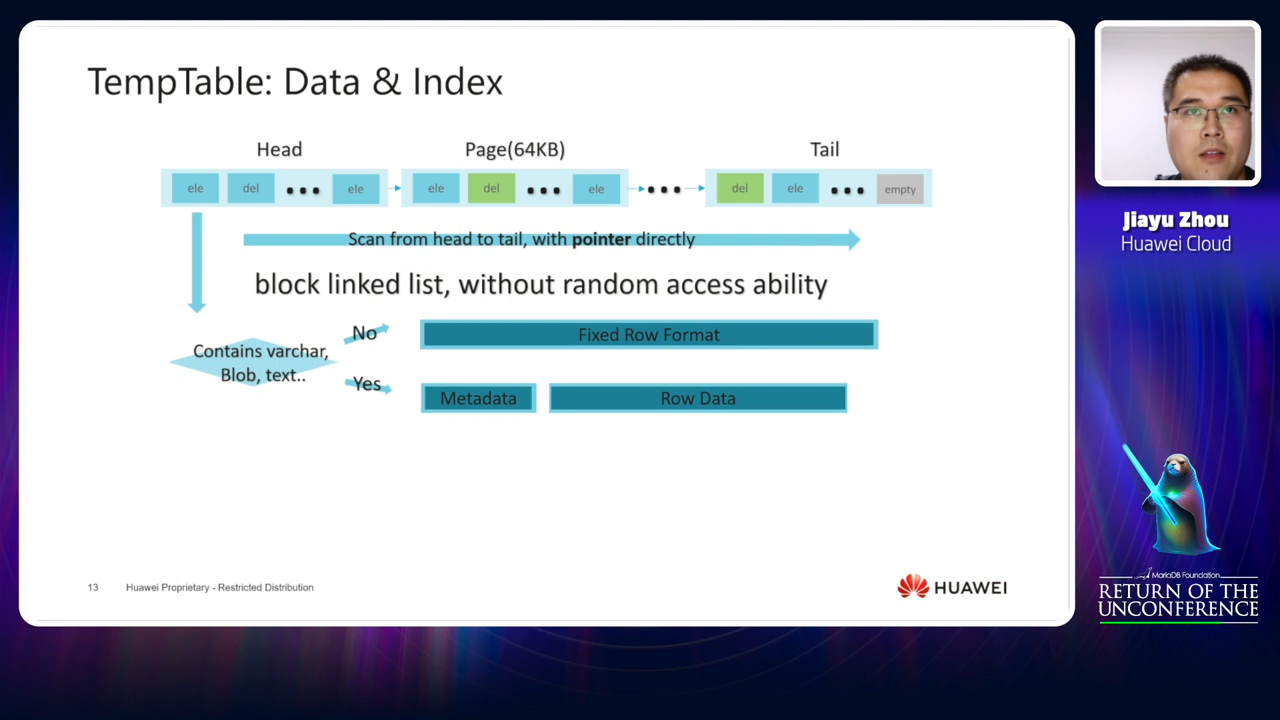 TempTable: Data & Index
Head
Page(64KB)
Tail
ele
del
ele
ele
del
ele
del
ele
empty
Scan from head to tail, with pointer directly
block linked list, without random access ability
No
Fixed Row Format
Contains varchar,
Blob, text..
Yes
Metadata
Row Data
13
Huawei Proprietary - Restricted Distribution
HUAWEI
Jiayu Zhou
Huawei Cloud
MariaDB Foundation
RETURN OF THE
UNCONFERENCE